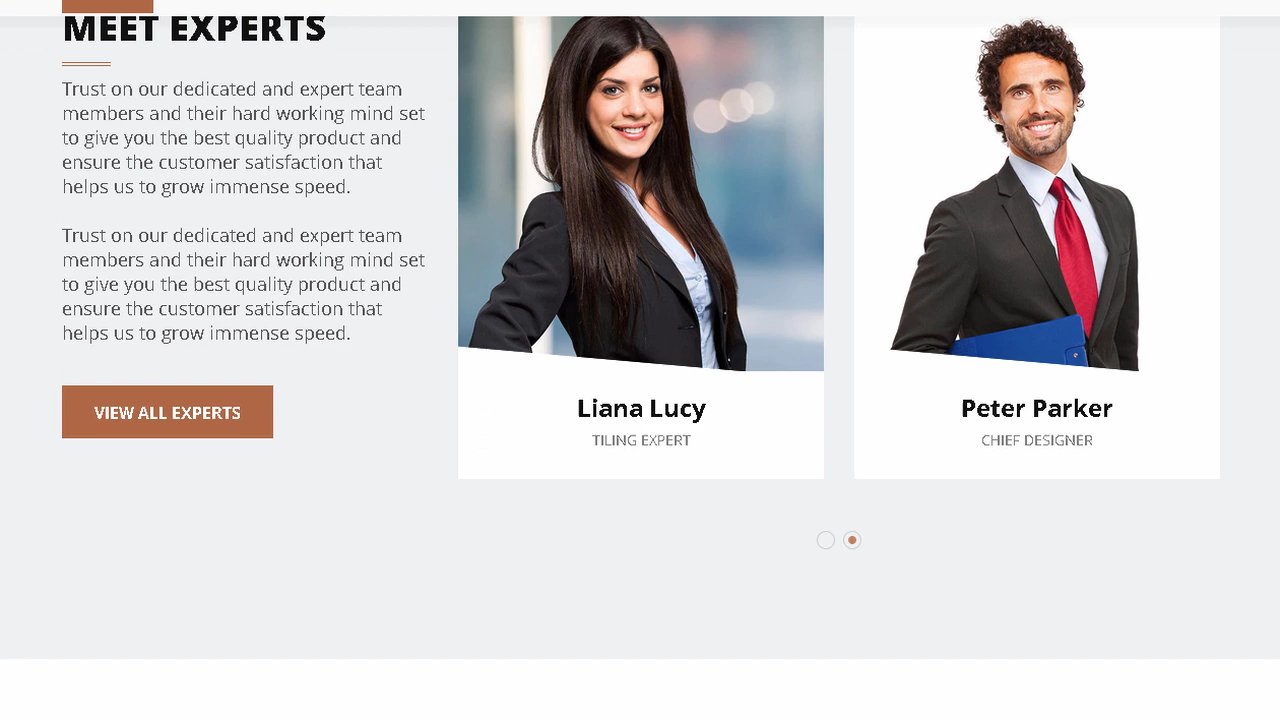 MEET EXPERTS
Trust on our dedicated and expert team
members and their hard working mind set
to give you the best quality product and
ensure the customer satisfaction that
helps us to grow immense speed.
Trust on our dedicated and expert team
members and their hard working mind set
to give you the best quality product and
ensure the customer satisfaction that
helps us to grow immense speed.
VIEW ALL EXPERTS
Liana Lucy
TILING EXPERT
Peter Parker
CHIEF DESIGNER